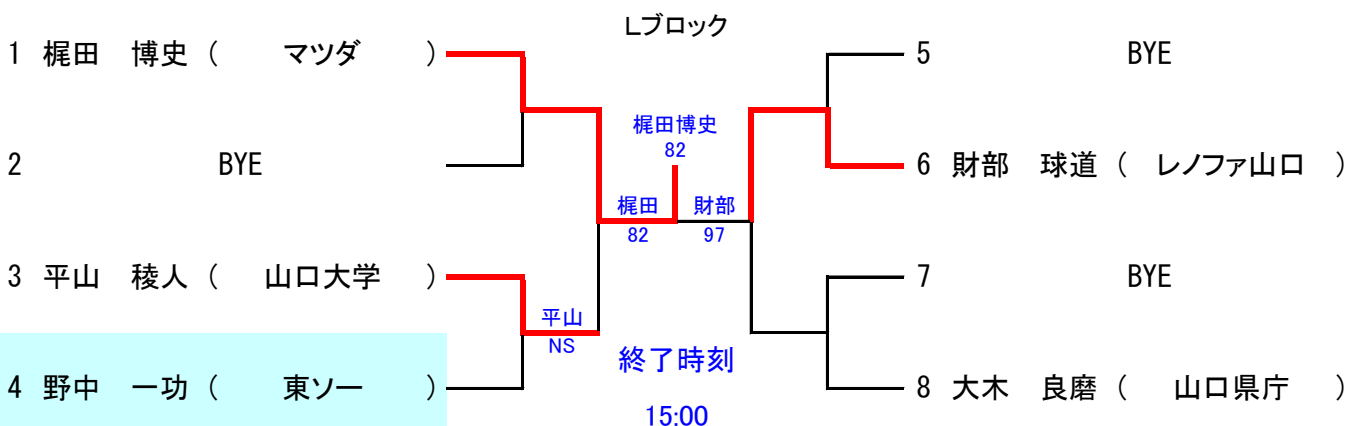 Lブロック
1 梶田 博史 ( マツダ )
2 BYE
3 平山 稜人 ( 山口大学 )
4 野中 一功 ( 東ソー )
梶田博史
82
梶田 財部
82 97
平山
NS
終了時刻
15:00
5 BYE
6 財部 球道 ( レノファ山口 )
7 BYE
8 大木 良磨 ( 山口県庁 )